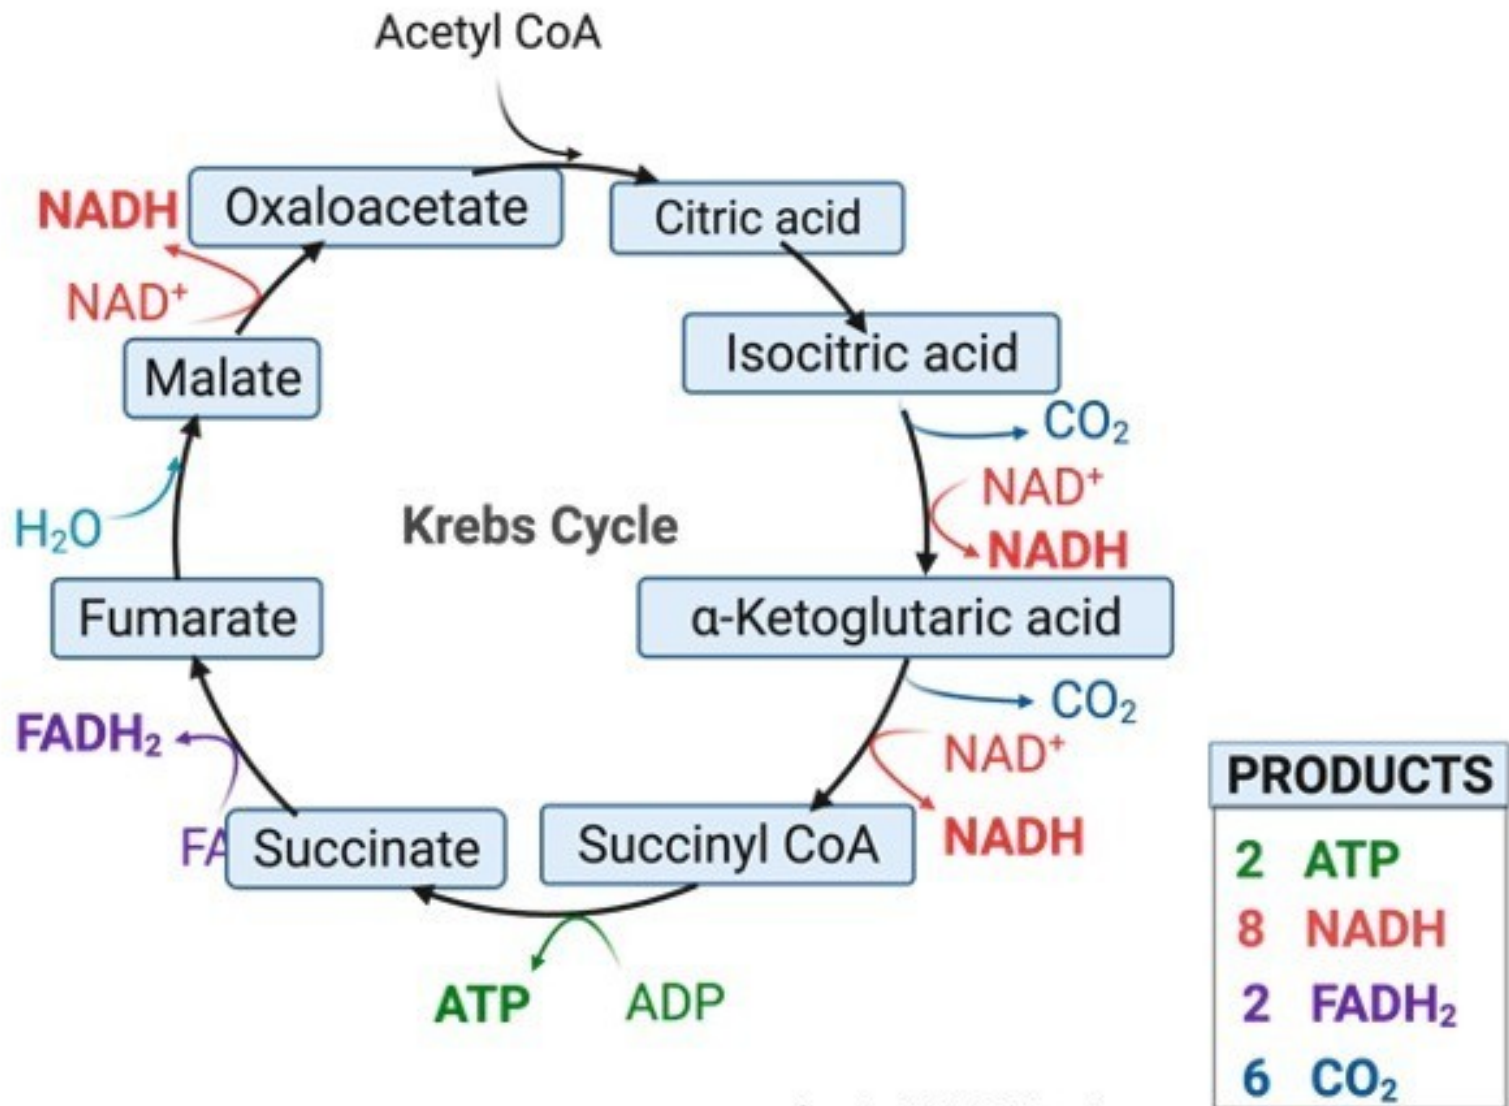 Acetyl CoA
NADH
Oxaloacetate
Citric acid
NAD⁺
Malate
Isocitric acid
CO₂
NAD⁺
NADH
H₂O
Krebs Cycle
Fumarate
α-Ketoglutaric acid
CO₂
FADH₂
NAD⁺
NADH
FA
Succinate
Succinyl CoA
ATP
ADP
PRODUCTS
2 ATP
8 NADH
2 FADH₂
6 CO₂